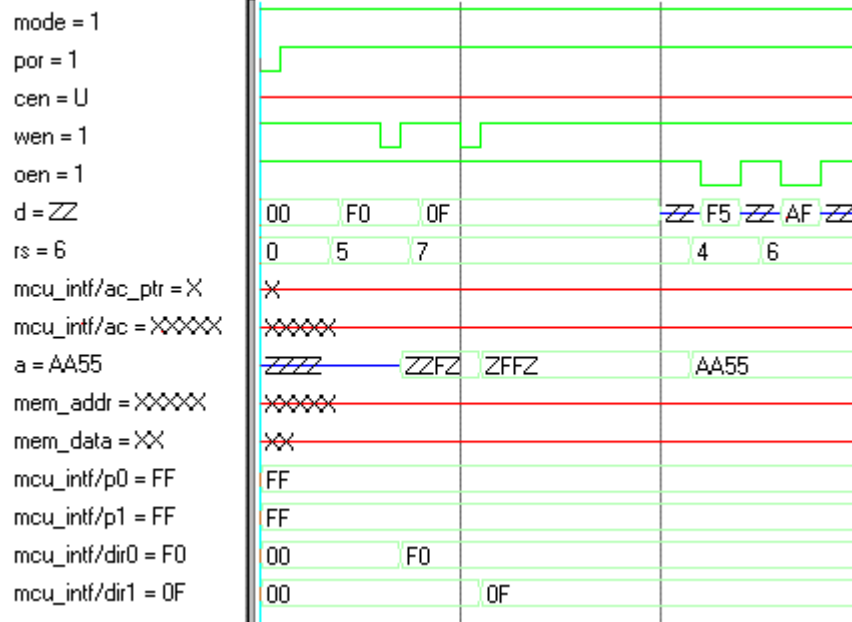 mode = 1
por = 1
cen = U
wen = 1
oen = 1
d = ZZ 00 F0 0F ZZ F5 ZZ AF ZZ
rs = 6 0 5 7 4 6
mcu_intf/ac_ptr = X X
mcu_intf/ac = XXXXX XXXXX
a = AA55 ZZZZ ZZFZ ZFFZ AA55
mem_addr = XXXXX XXXXX
mem_data = XX XX
mcu_intf/p0 = FF FF
mcu_intf/p1 = FF FF
mcu_intf/dir0 = F0 00 F0
mcu_intf/dir1 = 0F 00 0F